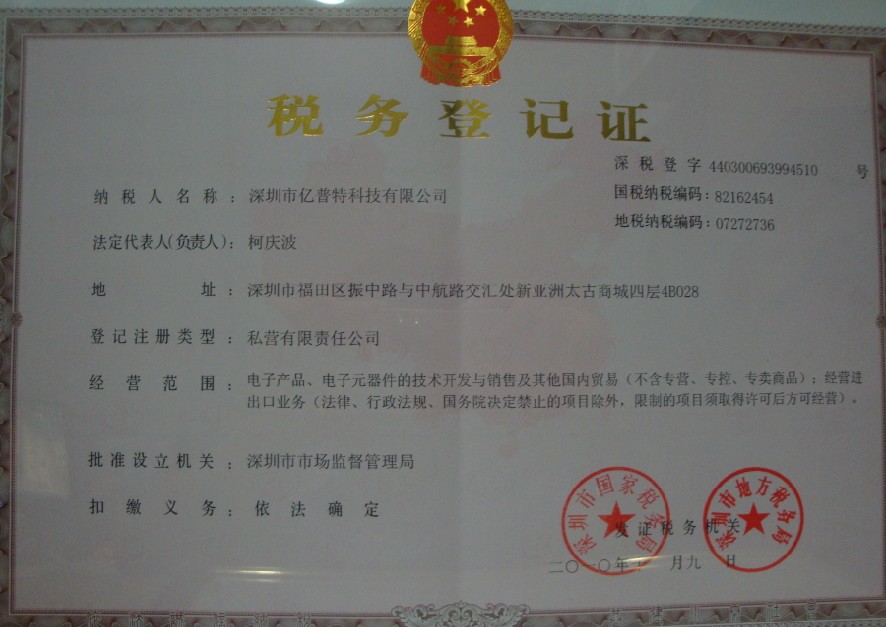 税务登记证
深税登字 440300693994510 号
国税纳税编码：82162454
地税纳税编码：07272736
纳税人名称：深圳市亿普特科技有限公司
法定代表人(负责人)：柯庆波
地址：深圳市福田区振中路与中航路交汇处新亚洲太古商城四层4B028
登记注册类型：私营有限责任公司
经营范围：电子产品、电子元器件的技术开发与销售及其他国内贸易（不含专营、专控、专卖商品）；经营进
出口业务（法律、行政法规、国务院决定禁止的项目除外，限制的项目须取得许可后方可经营）。
批准设立机关：深圳市市场监督管理局
扣缴义务：依法确定
深圳市国家税务局
深圳市地方税务局
发证税务机关
二〇一〇年 月九日